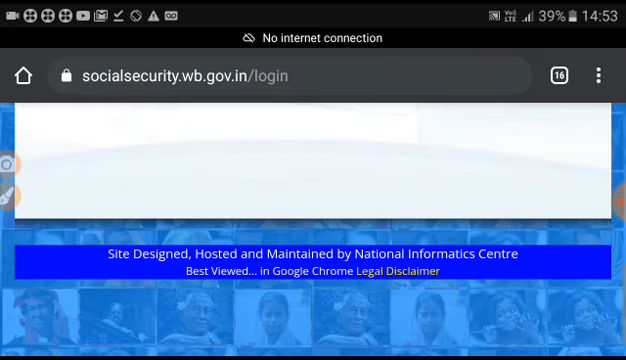 39% 14:53
No internet connection
socialsecurity.wb.gov.in/login
16
Site Designed, Hosted and Maintained by National Informatics Centre
Best Viewed... in Google Chrome Legal Disclaimer